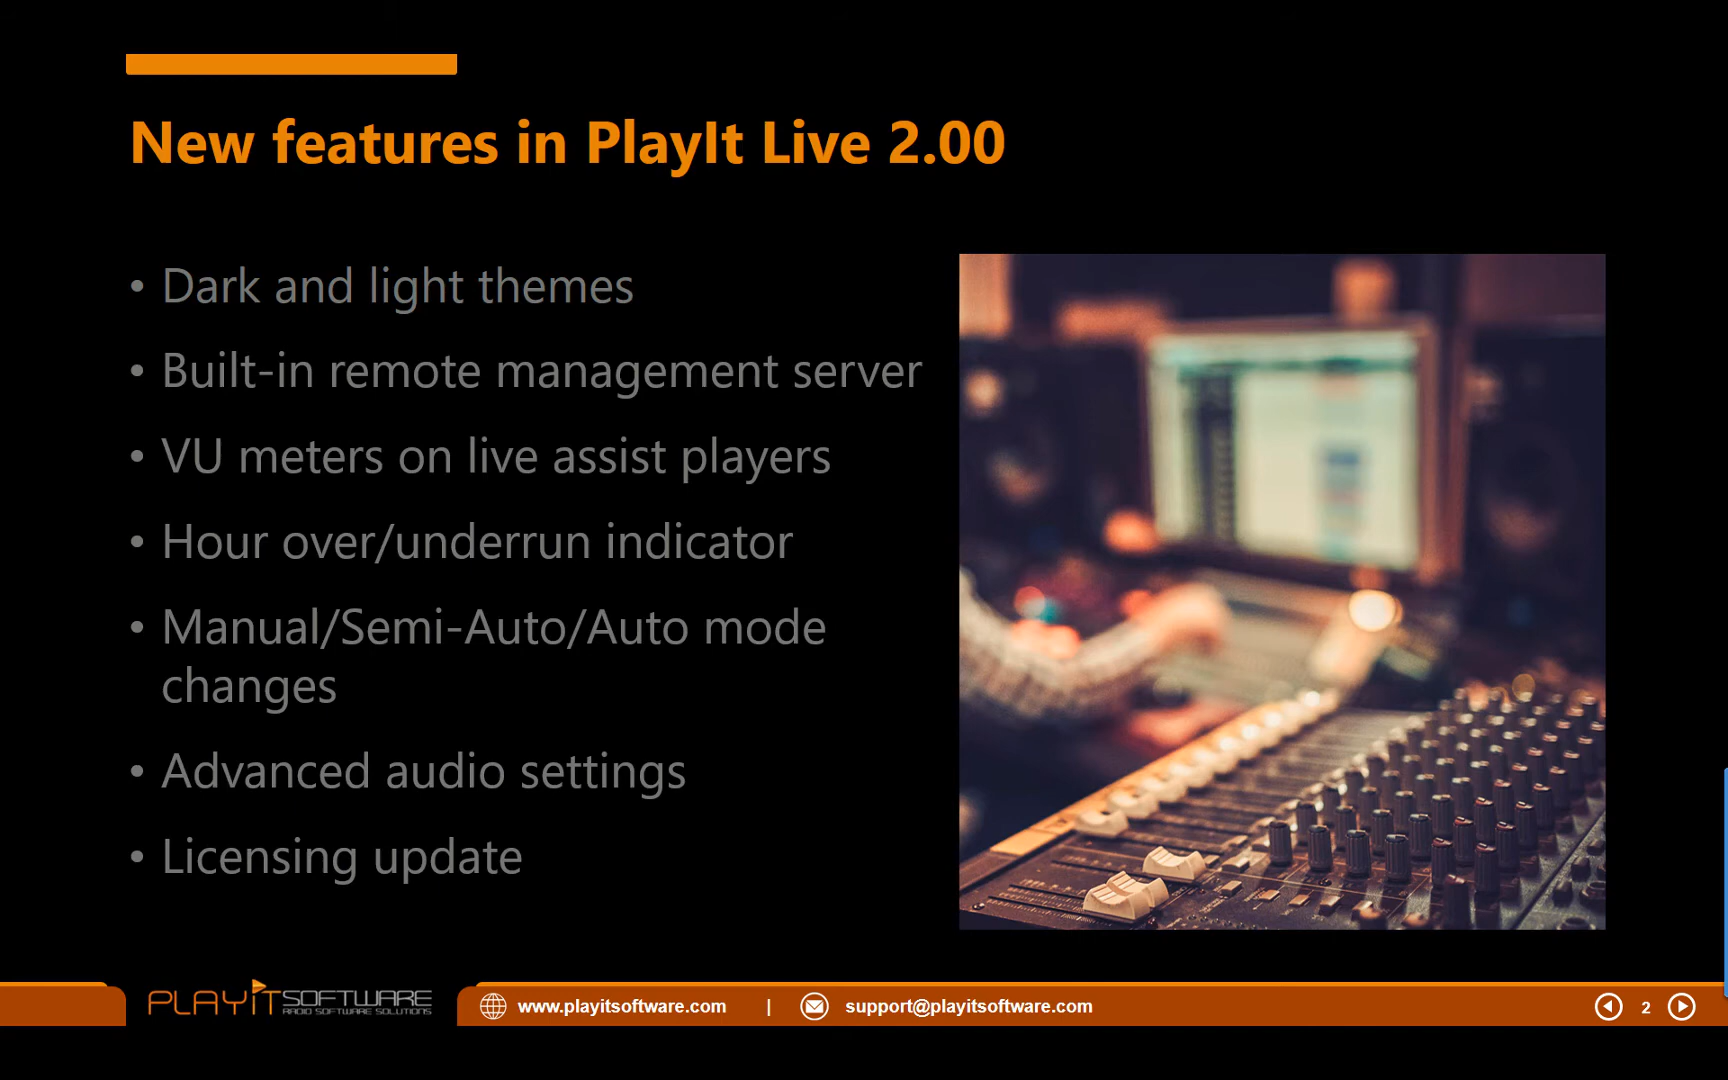 New features in PlayIt Live 2.00
• Dark and light themes
• Built-in remote management server
• VU meters on live assist players
• Hour over/underrun indicator
• Manual/Semi-Auto/Auto mode
changes
• Advanced audio settings
• Licensing update
PLAYITSOFTWARE
RADIO SOFTWARE SOLUTIONS
www.playitsoftware.com | support@playitsoftware.com 2